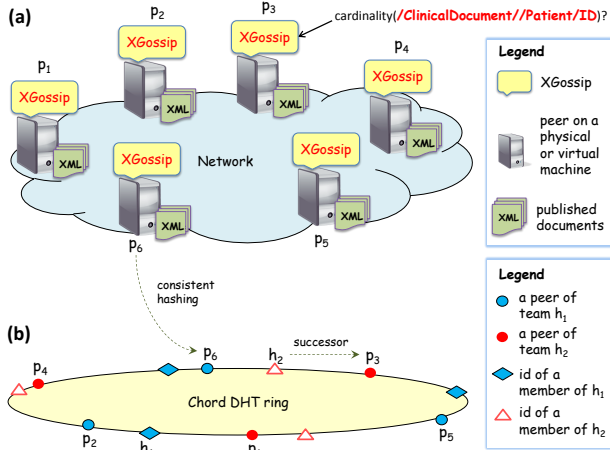 (a)
p2
p3
cardinality(/ClinicalDocument//Patient/ID)?
XGossip
XGossip
p4
p1
XGossip
XGossip
XML
XML
XML
XML
Network
XGossip
XGossip
XML
XML
p6
p5
Legend
XGossip
peer on a
physical
or virtual
machine
XML
published
documents
consistent
hashing
(b)
p6
h2
successor
p3
p4
Chord DHT ring
p2
p5
Legend
a peer of
team h1
a peer of
team h2
id of a
member of h1
id of a
member of h2